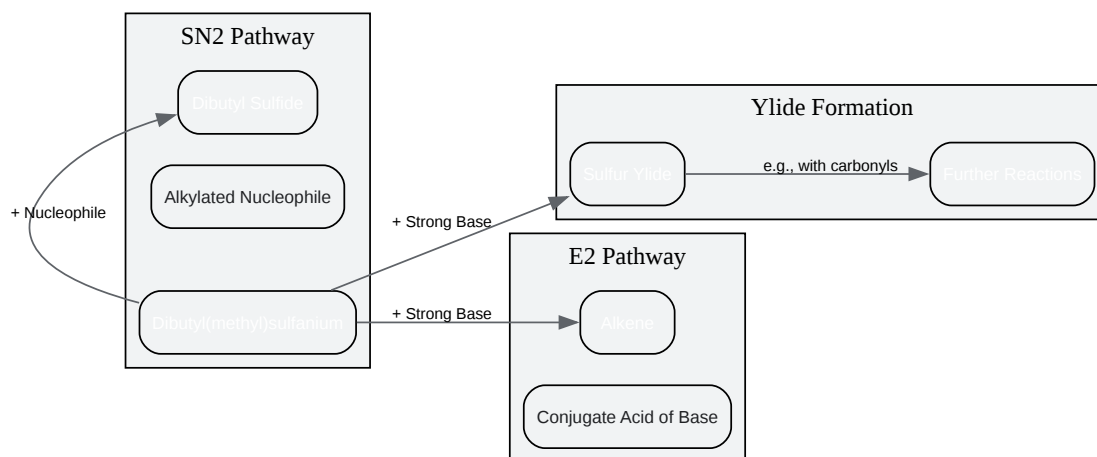 SN2 Pathway
Dibutyl Sulfide
Alkylated Nucleophile
+ Nucleophile
Dibutyl(methyl)sulfanium
+ Strong Base
+ Strong Base
Ylide Formation
Sulfur Ylide
e.g., with carbonyls
Further Reactions
E2 Pathway
Alkene
Conjugate Acid of Base